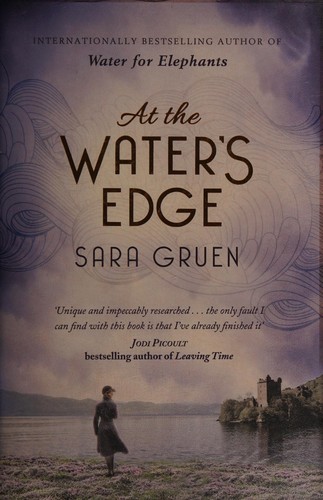 INTERNATIONALLY BESTSELLING AUTHOR OF
Water for Elephants
At the
WATER'S
EDGE
SARA GRUEN
'Unique and impeccably researched . . . the only fault I
can find with this book is that I've already finished it'
JODI PICOULT
bestselling author of Leaving Time